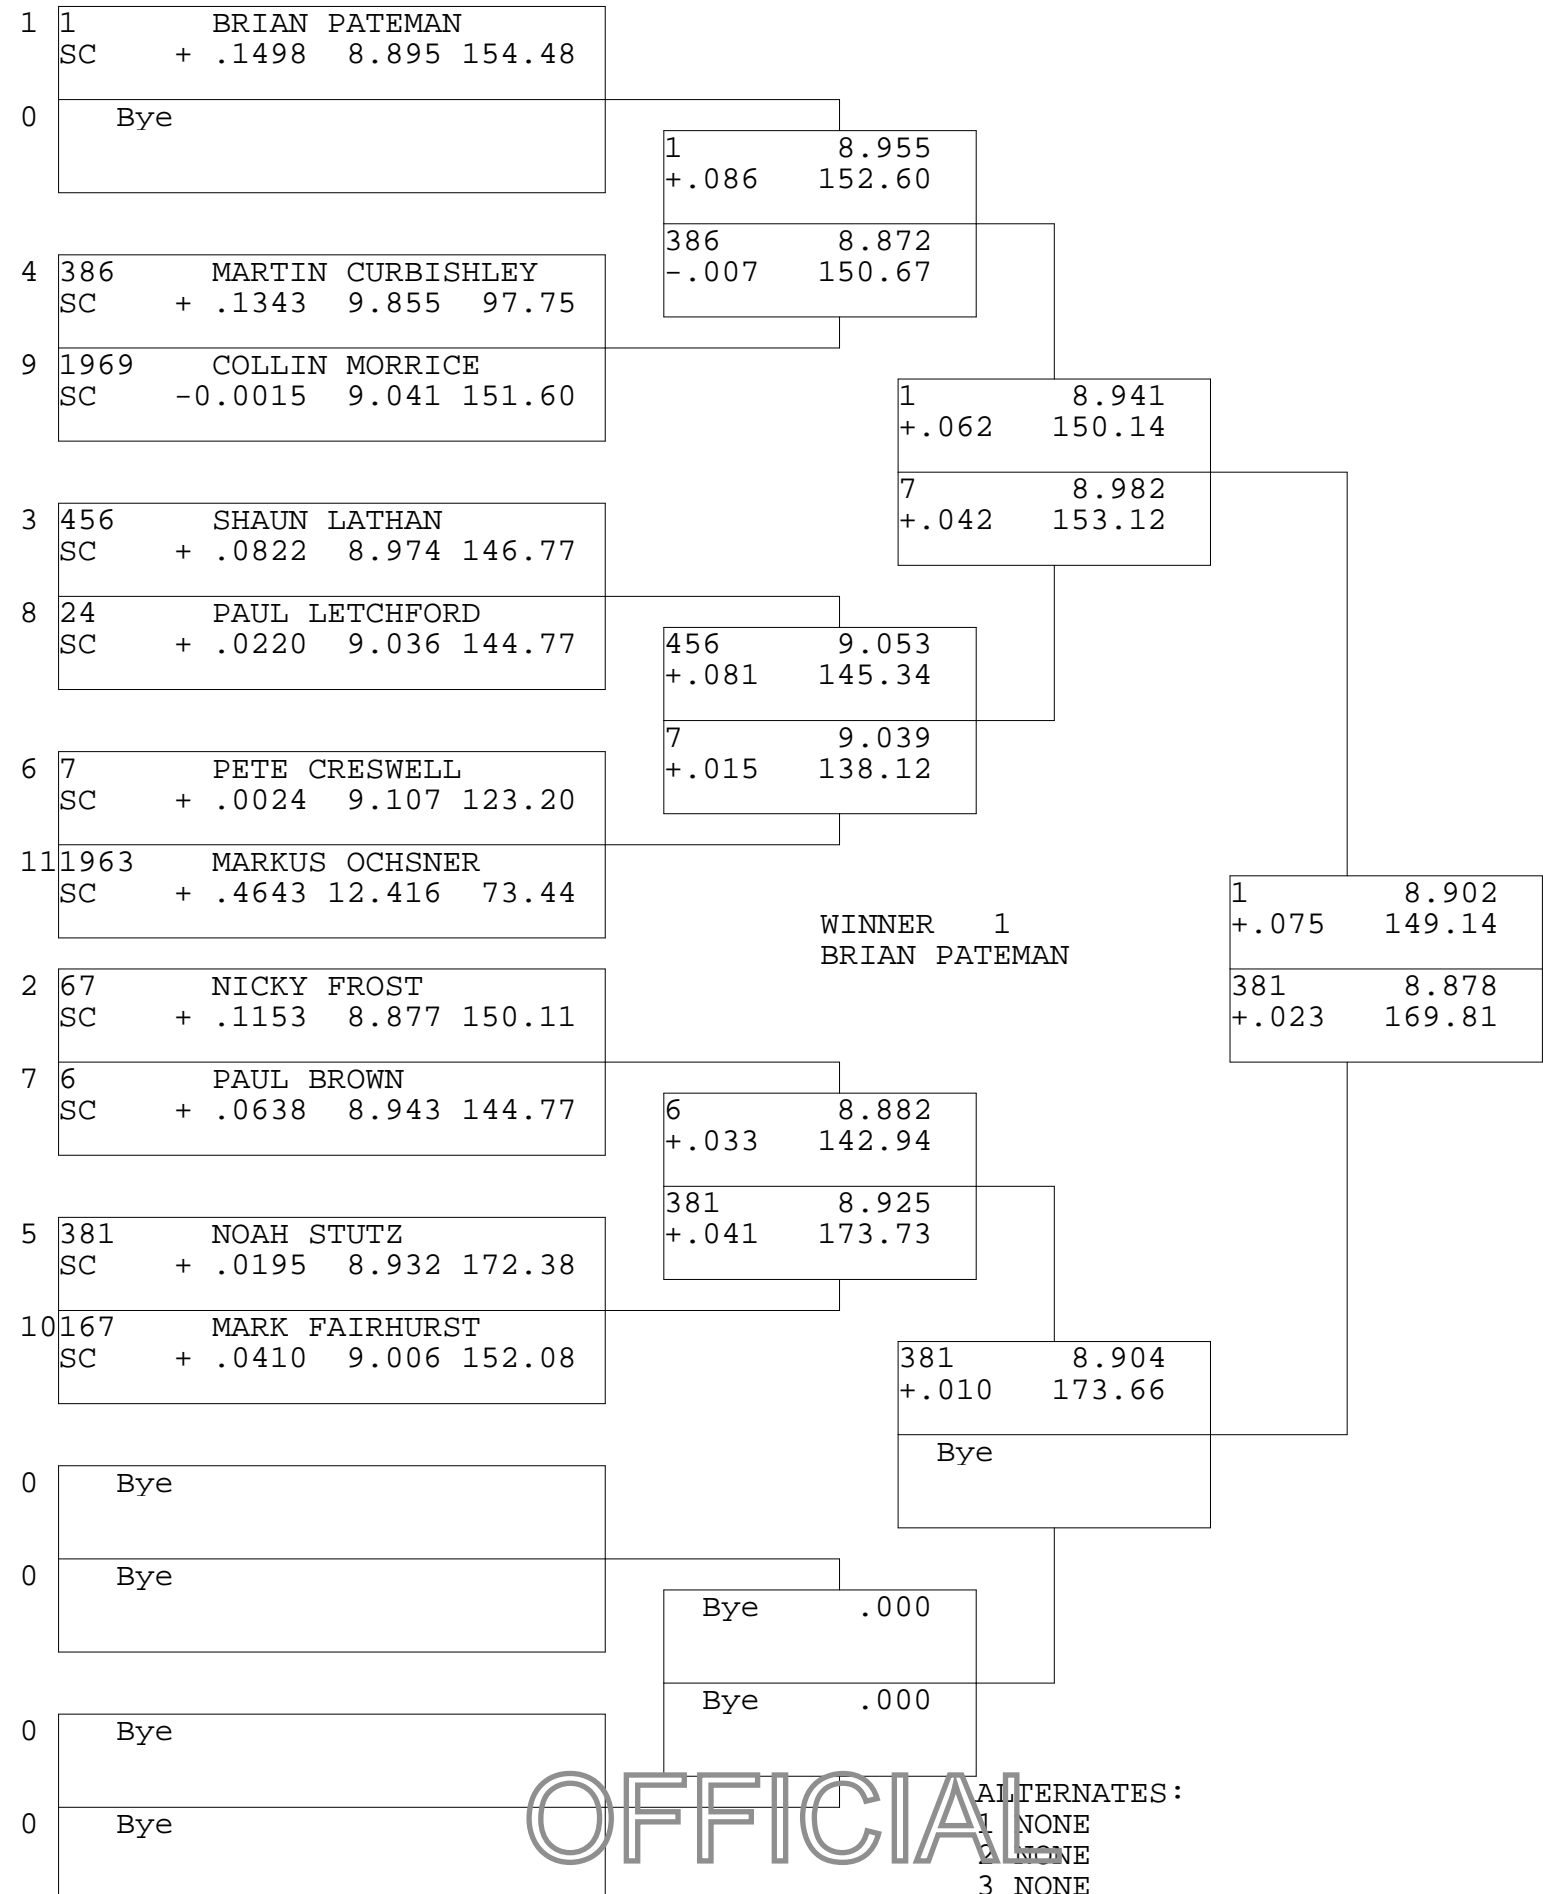 1 1 BRIAN PATEMAN
SC + .1498 8.895 154.48
0 Bye
4 386 MARTIN CURBISHLEY
SC + .1343 9.855 97.75
9 1969 COLLIN MORRICE
SC -0.0015 9.041 151.60
3 456 SHAUN LATHAN
SC + .0822 8.974 146.77
8 24 PAUL LETCHFORD
SC + .0220 9.036 144.77
6 7 PETE CRESWELL
SC + .0024 9.107 123.20
11 1963 MARKUS OCHSNER
SC + .4643 12.416 73.44
2 67 NICKY FROST
SC + .1153 8.877 150.11
7 6 PAUL BROWN
SC + .0638 8.943 144.77
5 381 NOAH STUTZ
SC + .0195 8.932 172.38
10 167 MARK FAIRHURST
SC + .0410 9.006 152.08
0 Bye
0 Bye
0 Bye
0 Bye
1 8.955
+.086 152.60
386 8.872
-.007 150.67
456 9.053
+.081 145.34
7 9.039
+.015 138.12
6 8.882
+.033 142.94
381 8.925
+.041 173.73
Bye .000
Bye .000
1 8.941
+.062 150.14
7 8.982
+.042 153.12
381 8.904
+.010 173.66
Bye
1 8.902
+.075 149.14
381 8.878
+.023 169.81
WINNER 1
BRIAN PATEMAN
OFFICIAL
ALTERNATES:
1 NONE
2 NONE
3 NONE